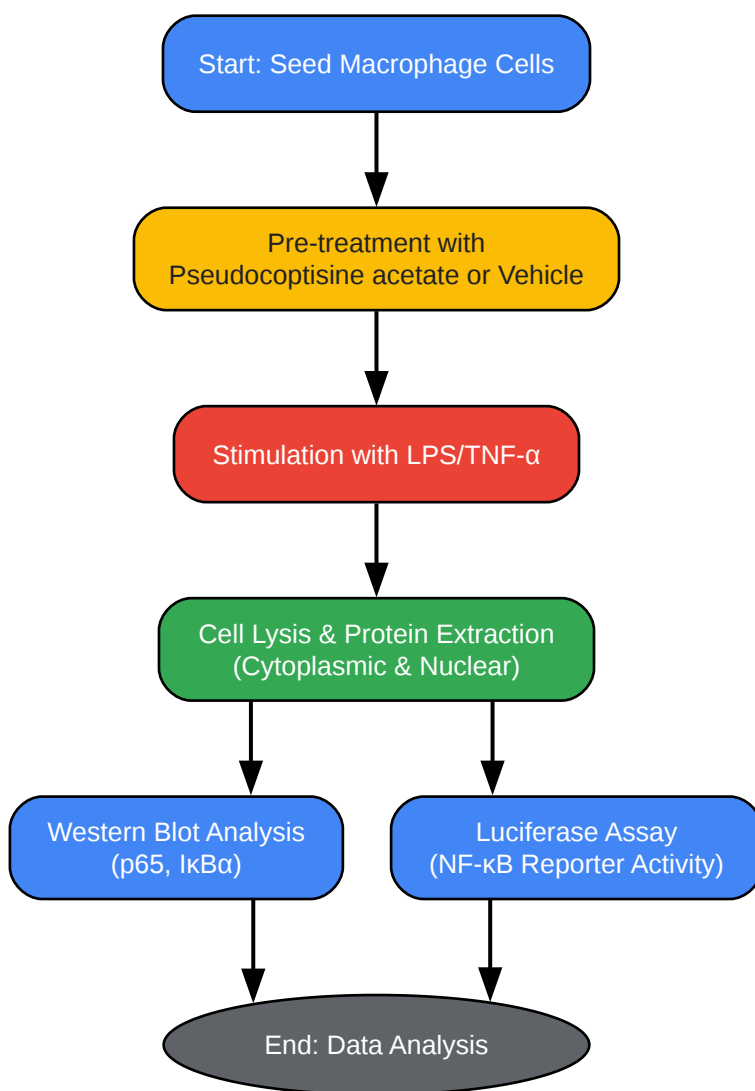 Start: Seed Macrophage Cells
Pre-treatment with
Pseudocoptisine acetate or Vehicle
Stimulation with LPS/TNF-α
Cell Lysis & Protein Extraction
(Cytoplasmic & Nuclear)
Western Blot Analysis
(p65, IκBα)
Luciferase Assay
(NF-κB Reporter Activity)
End: Data Analysis